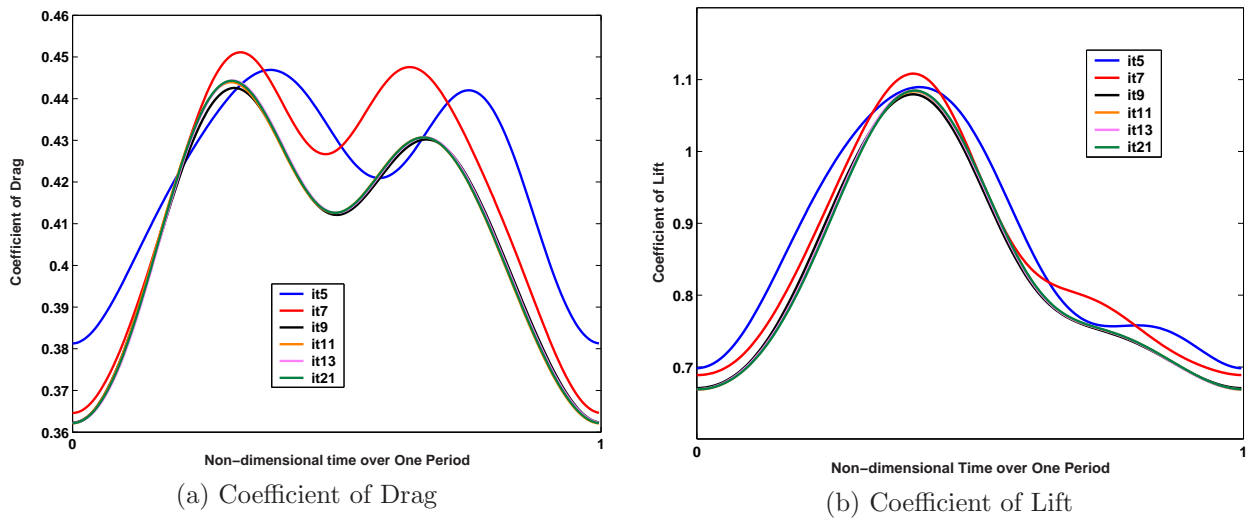 0.46
0.45
0.44
0.43
0.42
0.41
0.4
0.39
0.38
0.37
0.36
Coefficient of Drag
it5
it7
it9
it11
it13
it21
0
1
Non-dimensional time over One Period
(a) Coefficient of Drag
1.1
1
0.9
0.8
0.7
Coefficient of Lift
it5
it7
it9
it11
it13
it21
0
1
Non-dimensional Time over One Period
(b) Coefficient of Lift